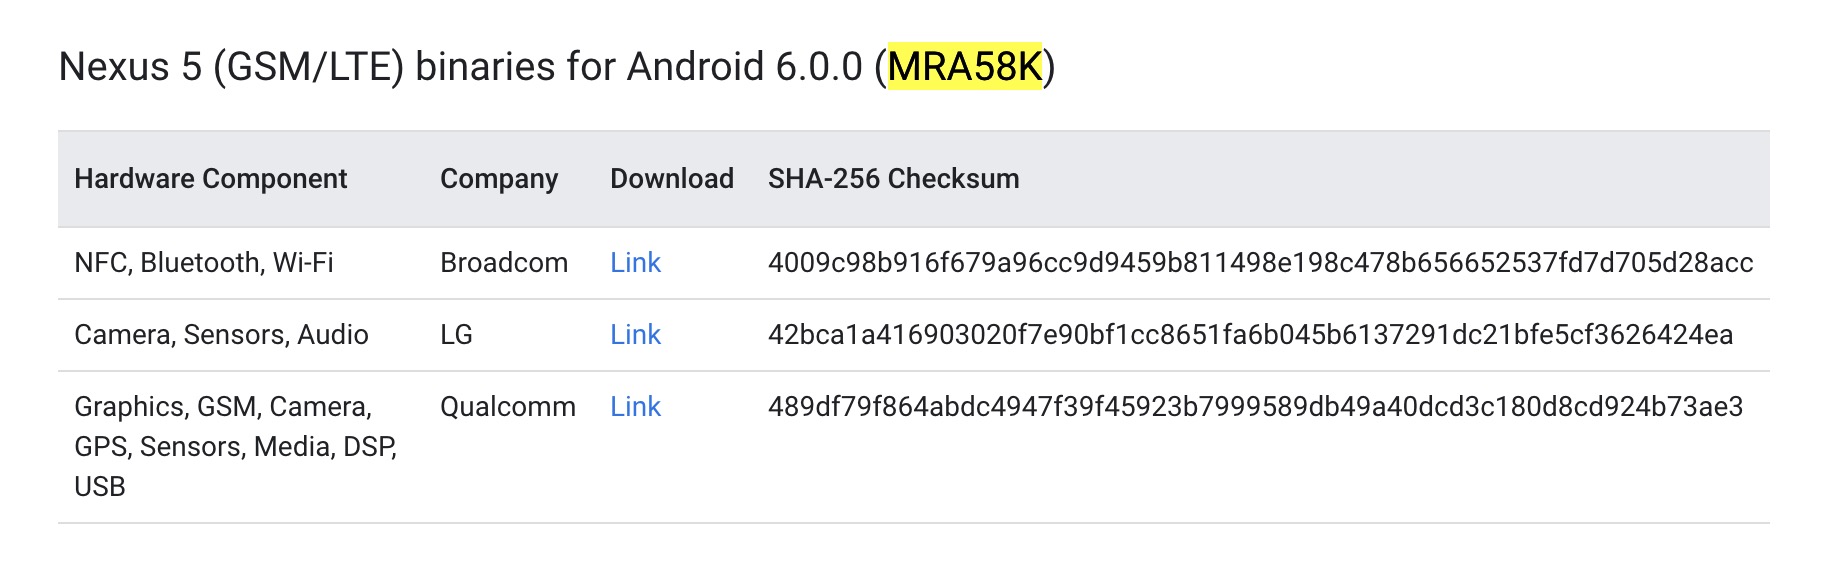 Nexus 5 (GSM/LTE) binaries for Android 6.0.0 (MRA58K)
Hardware Component Company Download SHA-256 Checksum
NFC, Bluetooth, Wi-Fi Broadcom Link 4009c98b916f679a96cc9d9459b811498e198c478b656652537fd7d705d28acc
Camera, Sensors, Audio LG Link 42bca1a416903020f7e90bf1cc8651fa6b045b6137291dc21bfe5cf3626424ea
Graphics, GSM, Camera, Qualcomm Link 489df79f864abdc4947f39f45923b7999589db49a40dcd3c180d8cd924b73ae3
GPS, Sensors, Media, DSP,
USB